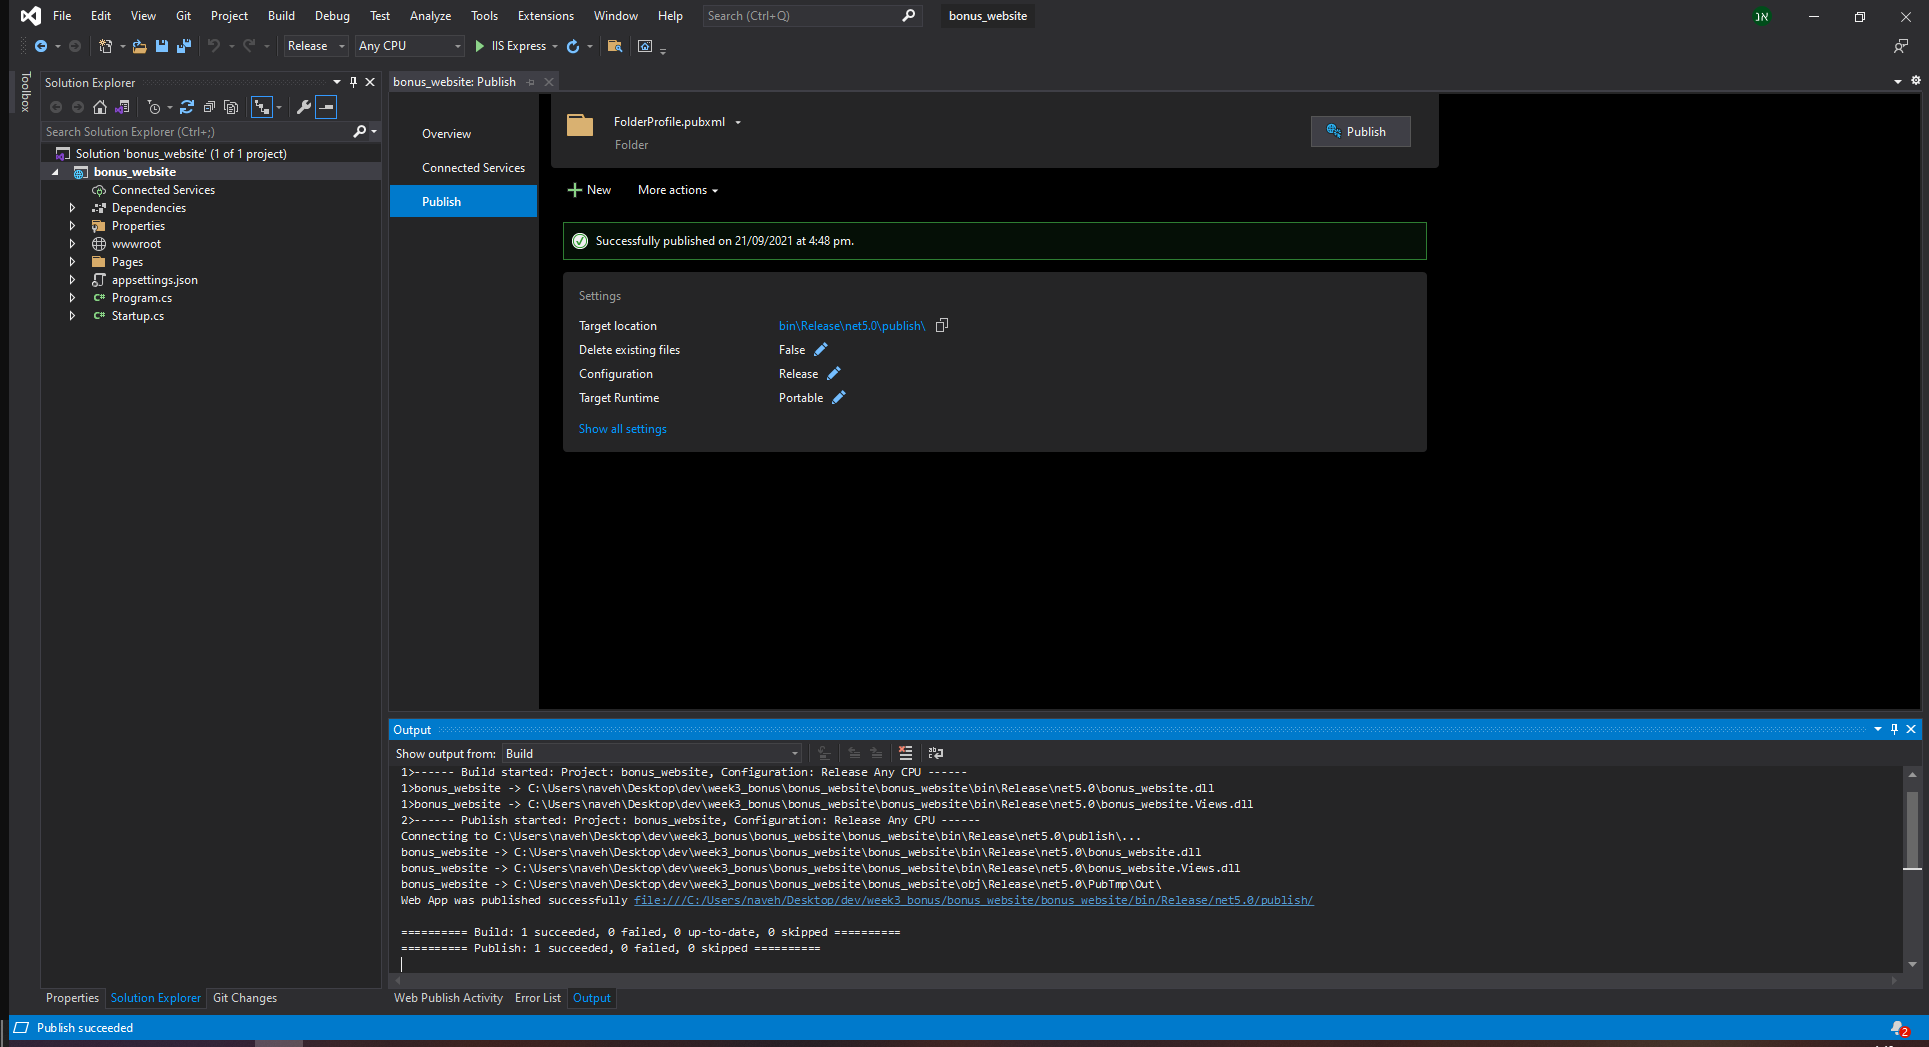 File Edit View Git Project Build Debug Test Analyze Tools Extensions Window Help Search (Ctrl+Q) bonus_website אנ
Release Any CPU IIS Express
Toolbox
Solution Explorer
Search Solution Explorer (Ctrl+;)
Solution 'bonus_website' (1 of 1 project)
bonus_website
Connected Services
Dependencies
Properties
wwwroot
Pages
appsettings.json
C# Program.cs
C# Startup.cs
Properties Solution Explorer Git Changes
bonus_website: Publish
Overview
Connected Services
Publish
FolderProfile.pubxml
Folder
Publish
New More actions
Successfully published on 21/09/2021 at 4:48 pm.
Settings
Target location bin\Release\net5.0\publish\
Delete existing files False
Configuration Release
Target Runtime Portable
Show all settings
Output
Show output from: Build
1>------ Build started: Project: bonus_website, Configuration: Release Any CPU ------
1>bonus_website -> C:\Users\naveh\Desktop\dev\week3_bonus\bonus_website\bonus_website\bin\Release\net5.0\bonus_website.dll
1>bonus_website -> C:\Users\naveh\Desktop\dev\week3_bonus\bonus_website\bonus_website\bin\Release\net5.0\bonus_website.Views.dll
2>------ Publish started: Project: bonus_website, Configuration: Release Any CPU ------
Connecting to C:\Users\naveh\Desktop\dev\week3_bonus\bonus_website\bonus_website\bin\Release\net5.0\publish\...
bonus_website -> C:\Users\naveh\Desktop\dev\week3_bonus\bonus_website\bonus_website\bin\Release\net5.0\bonus_website.dll
bonus_website -> C:\Users\naveh\Desktop\dev\week3_bonus\bonus_website\bonus_website\bin\Release\net5.0\bonus_website.Views.dll
bonus_website -> C:\Users\naveh\Desktop\dev\week3_bonus\bonus_website\bonus_website\obj\Release\net5.0\PubTmp\Out\
Web App was published successfully file:///C:/Users/naveh/Desktop/dev/week3_bonus/bonus_website/bonus_website/bin/Release/net5.0/publish/
========== Build: 1 succeeded, 0 failed, 0 up-to-date, 0 skipped ==========
========== Publish: 1 succeeded, 0 failed, 0 skipped ==========
Web Publish Activity Error List Output
Publish succeeded 2